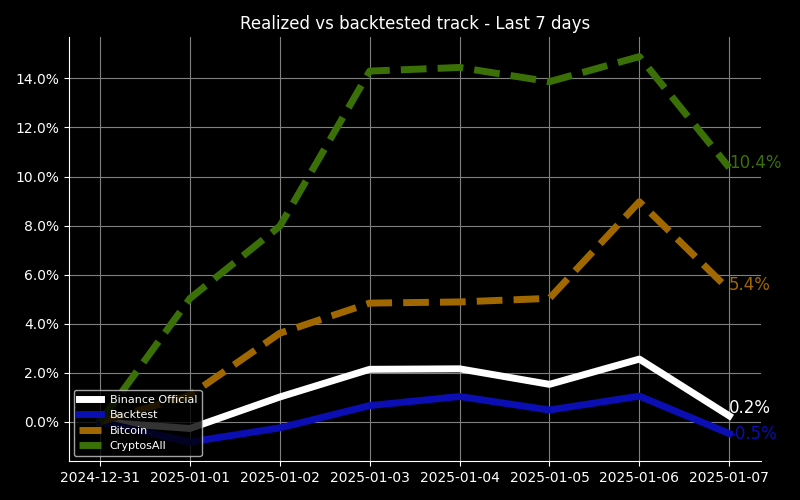 Realized vs backtested track - Last 7 days
14.0%
12.0%
10.0%
8.0%
6.0%
4.0%
2.0%
0.0%
10.4%
5.4%
0.2%
-0.5%
Binance Official
Backtest
Bitcoin
CryptosAll
2024-12-31 2025-01-01 2025-01-02 2025-01-03 2025-01-04 2025-01-05 2025-01-06 2025-01-07